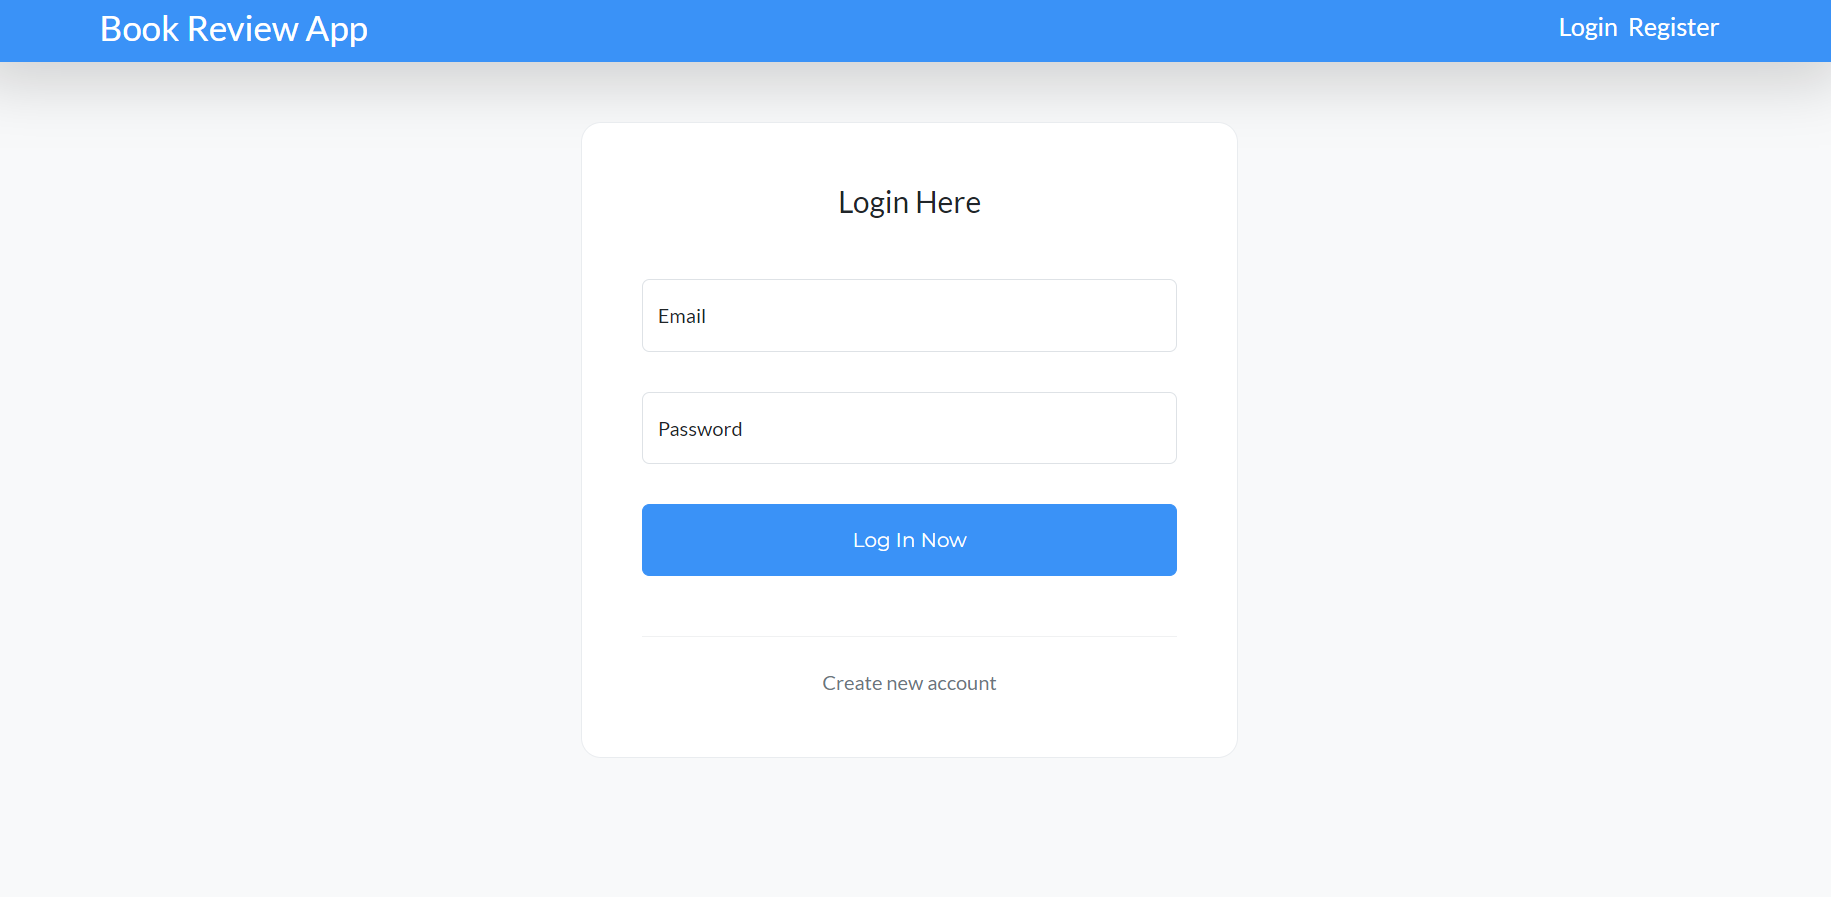 Book Review App
Login Register
Login Here
Email
Password
Log In Now
Create new account